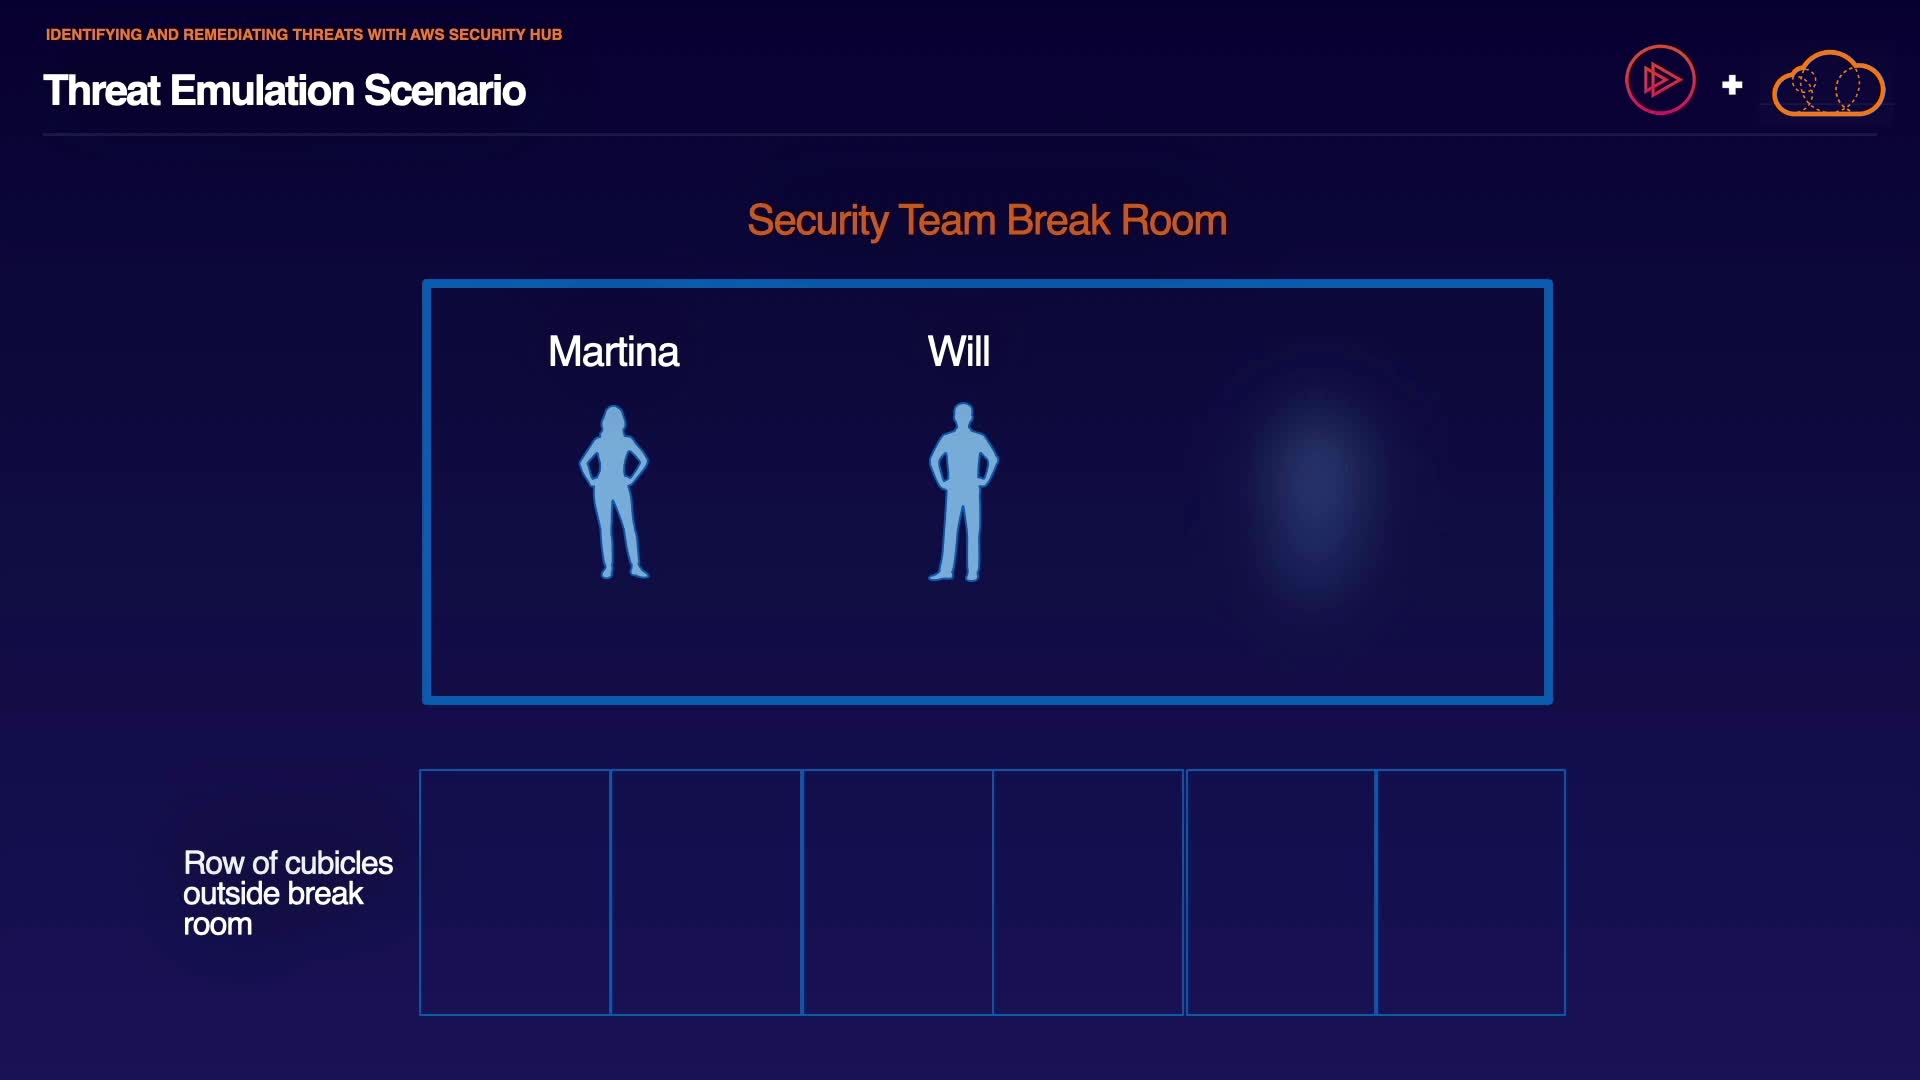 IDENTIFYING AND REMEDIATING THREATS WITH AWS SECURITY HUB
Threat Emulation Scenario
Security Team Break Room
Martina
Will
Row of cubicles
outside break
room